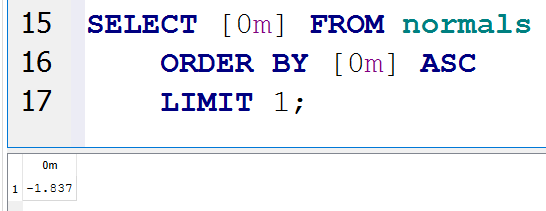 15 SELECT [0m] FROM normals
16 ORDER BY [0m] ASC
17 LIMIT 1;
0m
1 -1.837